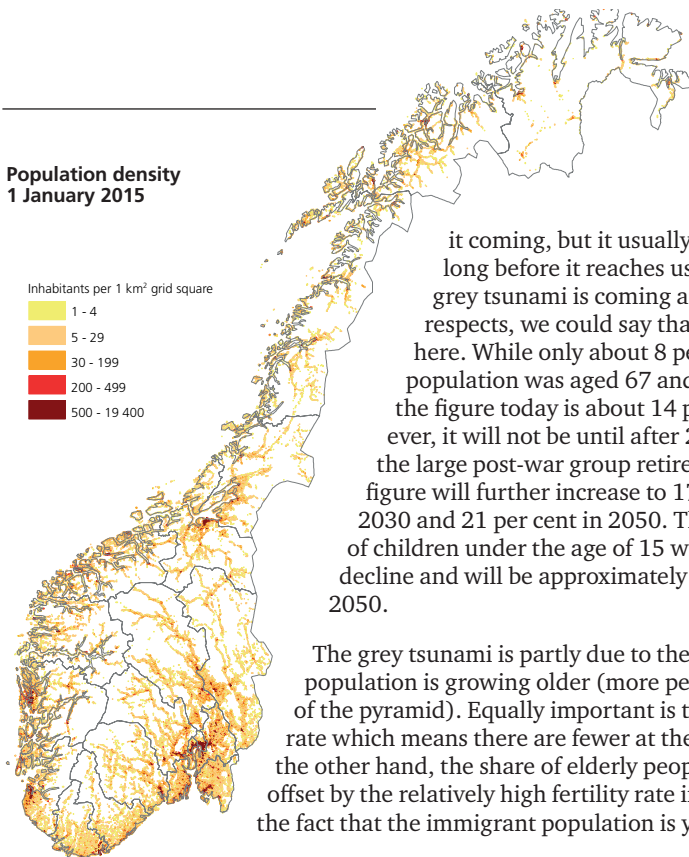 Population density
1 January 2015
Inhabitants per 1 km² grid square
1 - 4
5 - 29
30 - 199
200 - 499
500 - 19 400
it coming, but it usually
long before it reaches us
grey tsunami is coming a
respects, we could say tha
here. While only about 8 pe
population was aged 67 and
the figure today is about 14 p
ever, it will not be until after 2
the large post-war group retire
figure will further increase to 17
2030 and 21 per cent in 2050. Th
of children under the age of 15 w
decline and will be approximately
2050.
The grey tsunami is partly due to the
population is growing older (more pe
of the pyramid). Equally important is t
rate which means there are fewer at the
the other hand, the share of elderly peop
offset by the relatively high fertility rate i
the fact that the immigrant population is y